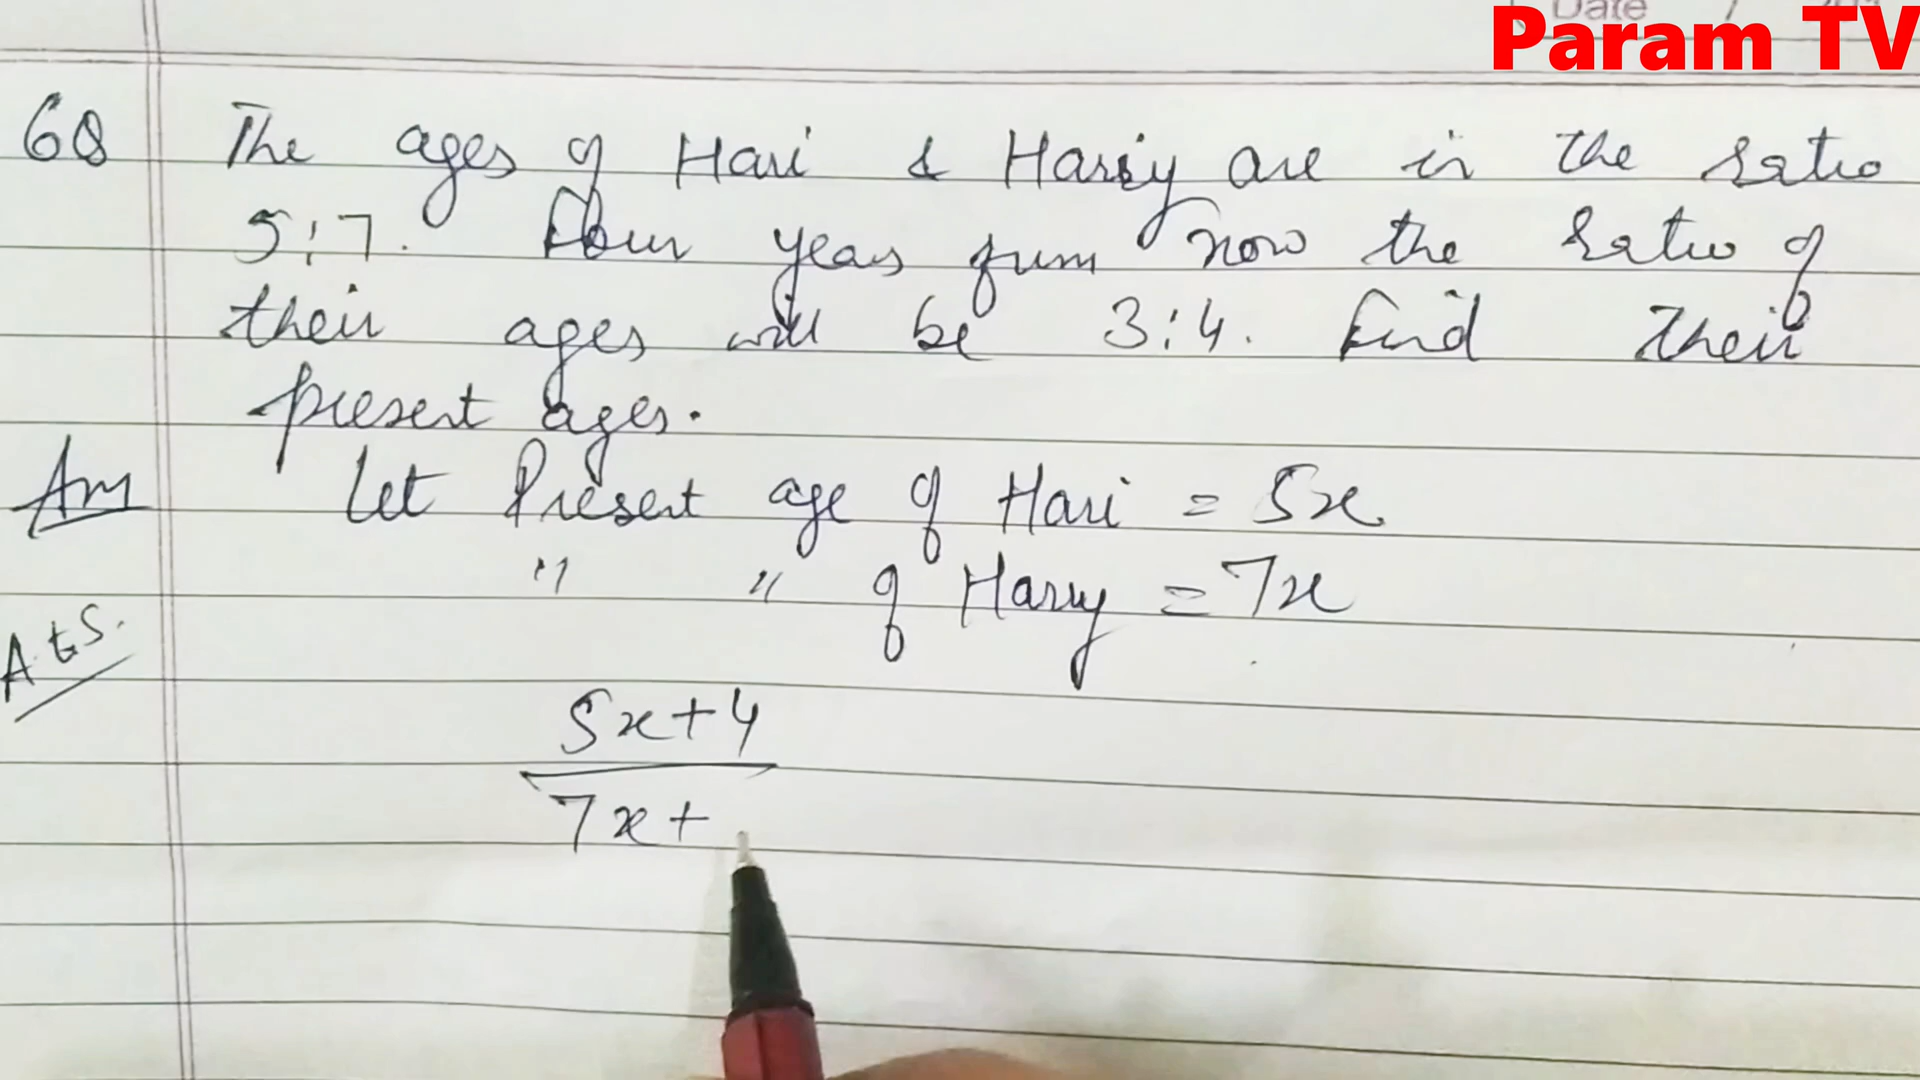 Date /
Param TV
6Q The ages of Hari & Harry are in the ratio
5:7. Four years from now the ratio of
their ages will be 3:4. Find their
present ages.
Ans Let Present age of Hari = 5x
" " of Harry = 7x
A.t.S.
5x+4
7x+